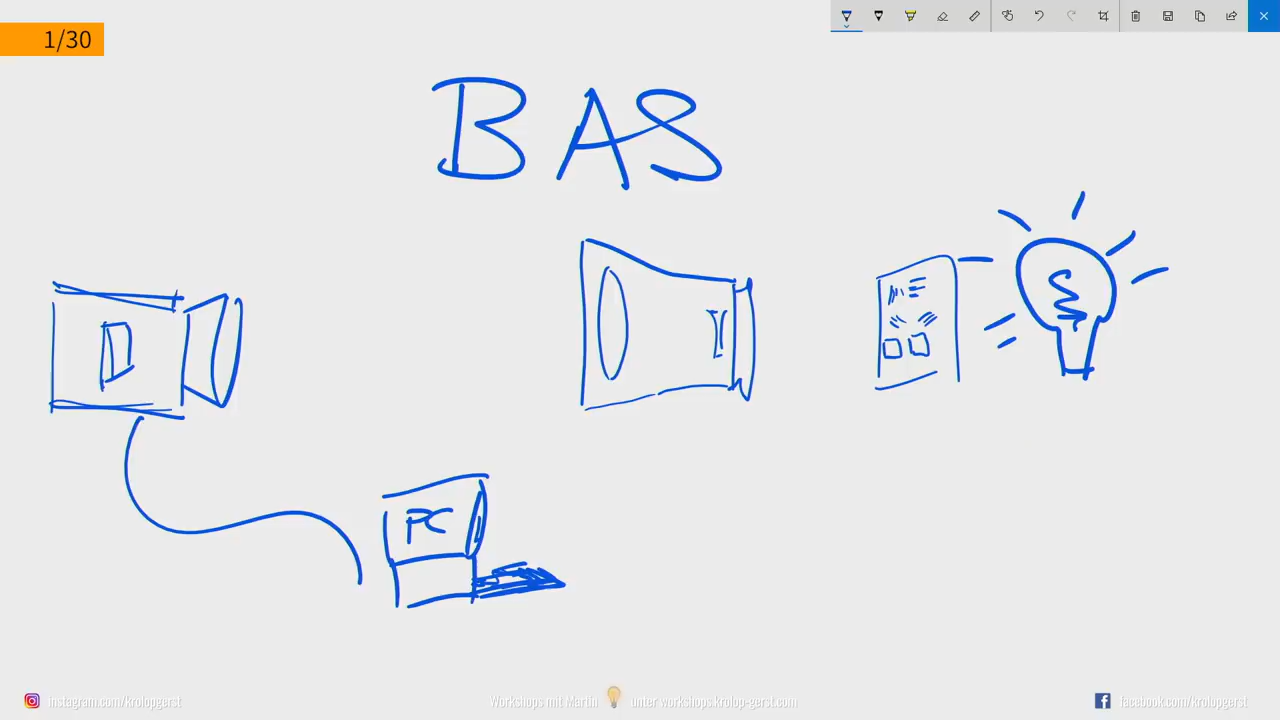 1/30
BAS
PC
instagram.com/krolopgerst
Workshops mit Martin unter workshops.krolop-gerst.com
facebook.com/krolopgerst